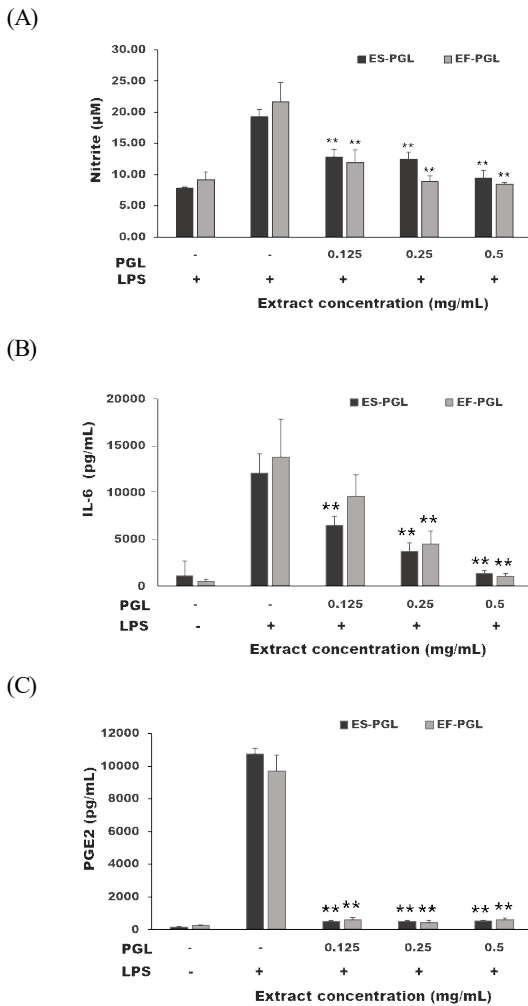 (A)
30.00
25.00
20.00
15.00
10.00
5.00
0.00
Nitrite (µM)
ES-PGL EF-PGL
** ** ** ** ** **
PGL - - 0.125 0.25 0.5
LPS + + + + +
Extract concentration (mg/mL)
(B)
20000
15000
10000
5000
0
IL-6 (pg/mL)
ES-PGL EF-PGL
** ** ** ** **
PGL - - 0.125 0.25 0.5
LPS - + + + +
Extract concentration (mg/mL)
(C)
12000
10000
8000
6000
4000
2000
0
PGE2 (pg/mL)
ES-PGL EF-PGL
** ** ** ** ** **
PGL - - 0.125 0.25 0.5
LPS - + + + +
Extract concentration (mg/mL)